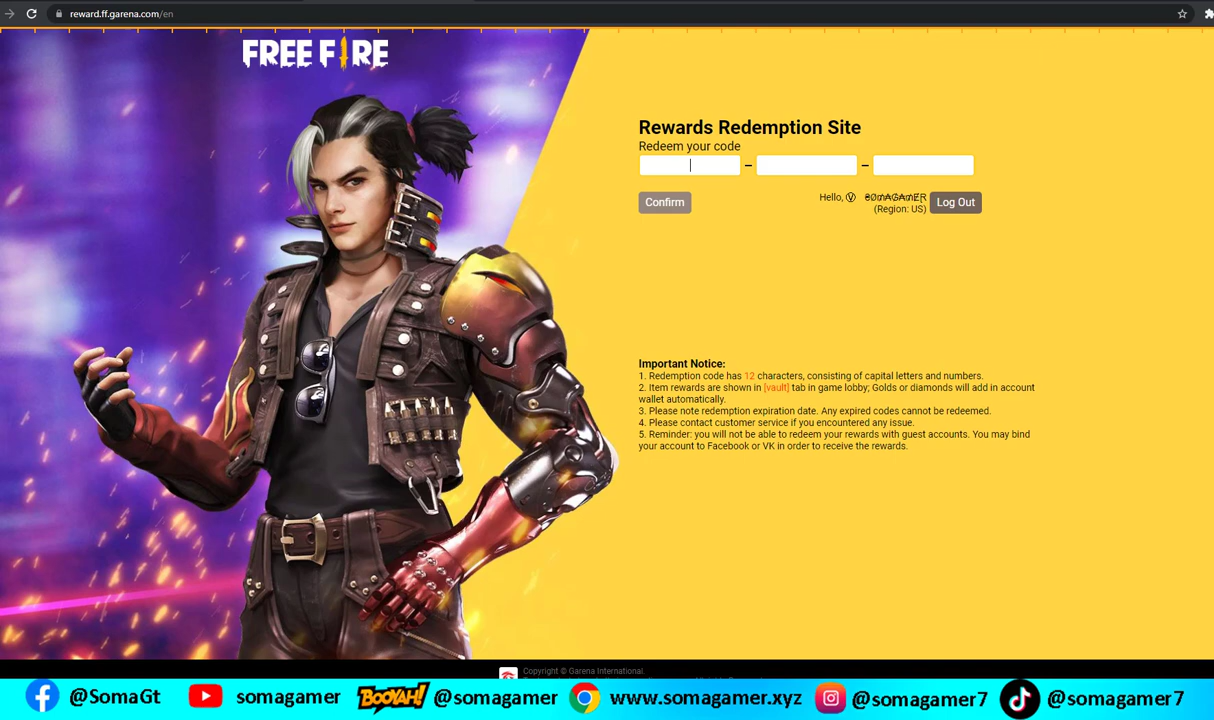 reward.ff.garena.com/en
FREE FIRE
Rewards Redemption Site
Redeem your code
– –
Confirm
Hello, Ⓥ ₴Ø₥₳G₳₥ɆⱤ
(Region: US)
Log Out
Important Notice:
1. Redemption code has 12 characters, consisting of capital letters and numbers.
2. Item rewards are shown in [vault] tab in game lobby; Golds or diamonds will add in account
wallet automatically.
3. Please note redemption expiration date. Any expired codes cannot be redeemed.
4. Please contact customer service if you encountered any issue.
5. Reminder: you will not be able to redeem your rewards with guest accounts. You may bind
your account to Facebook or VK in order to receive the rewards.
Copyright © Garena International.
@SomaGt somagamer BOOYAH! @somagamer www.somagamer.xyz @somagamer7 @somagamer7